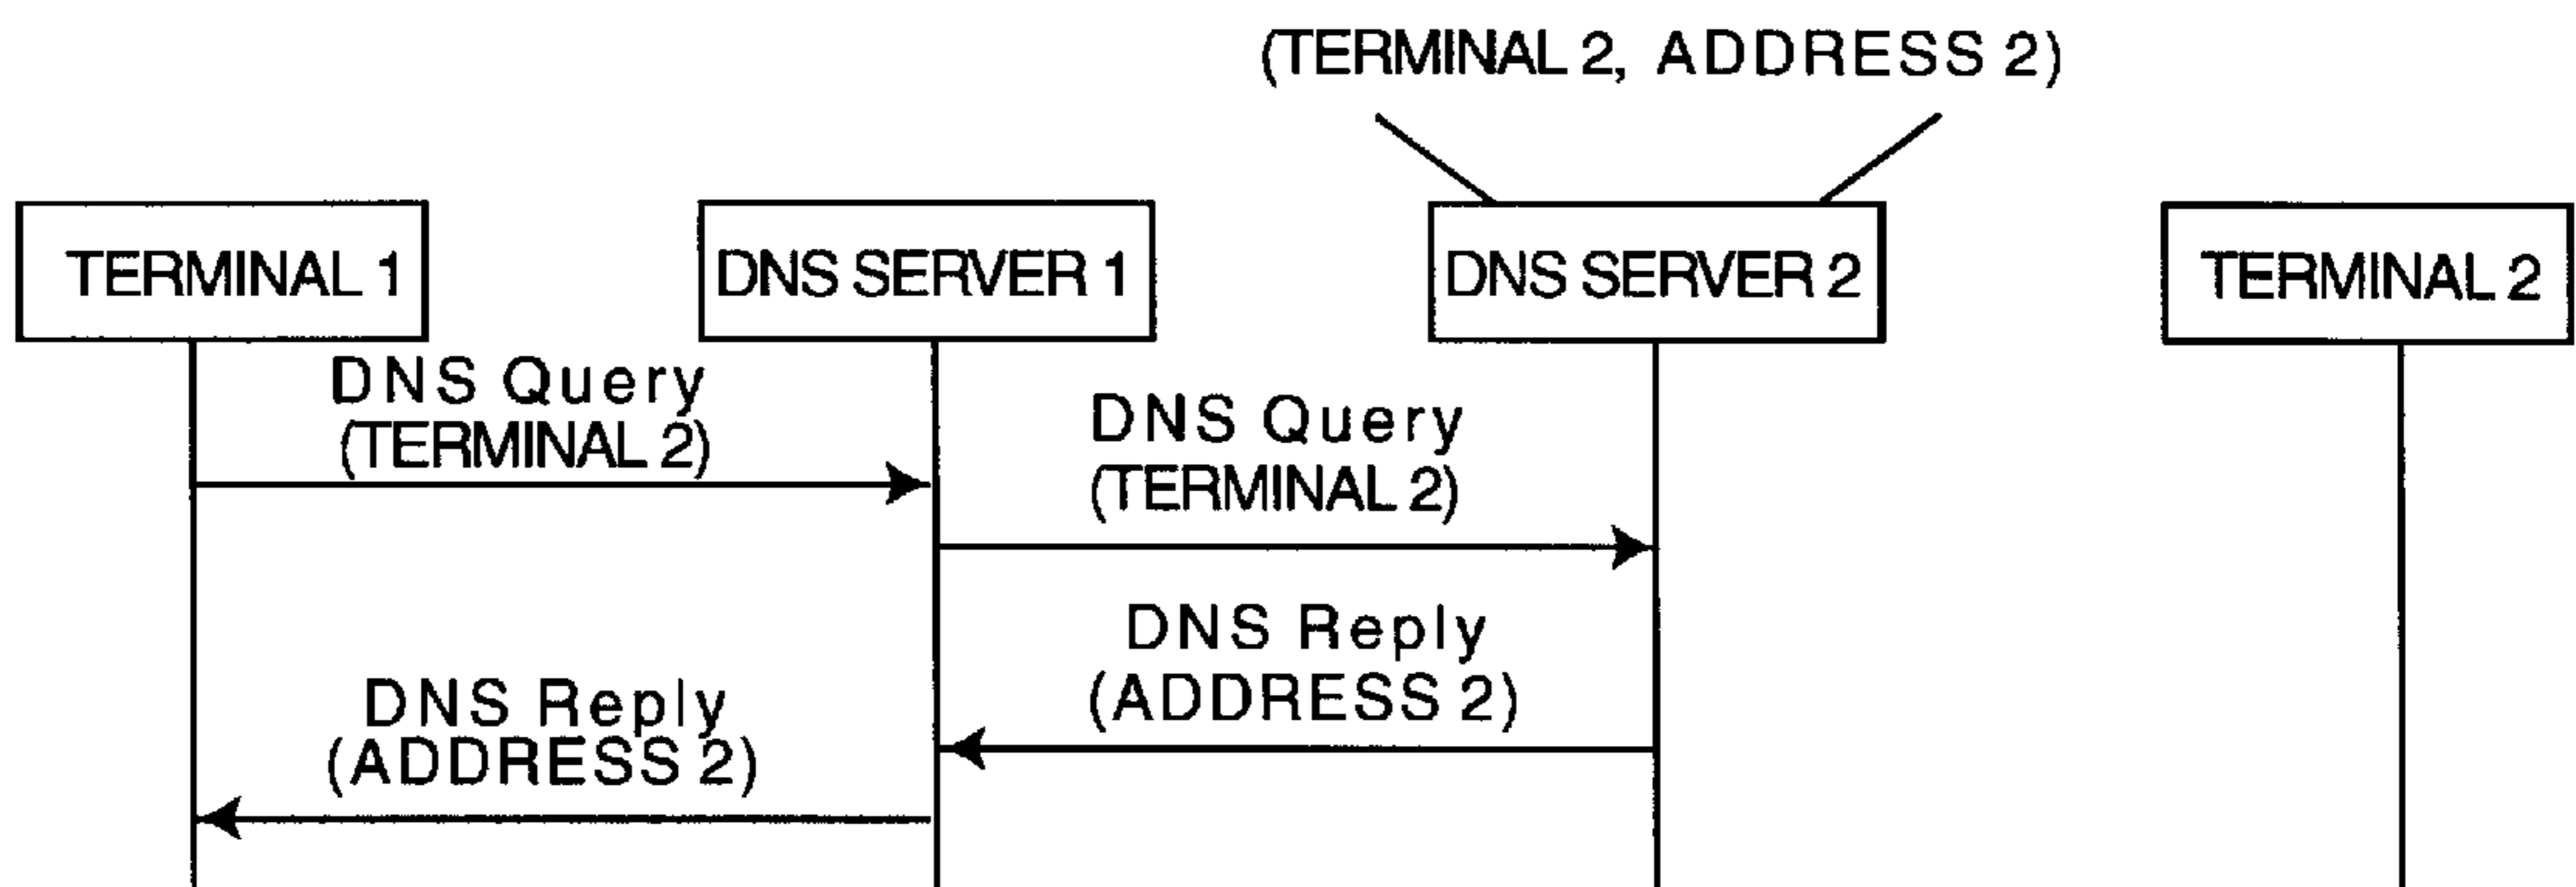 (TERMINAL 2, ADDRESS 2)
TERMINAL 1
DNS SERVER 1
DNS SERVER 2
TERMINAL 2
DNS Query
(TERMINAL 2)
DNS Query
(TERMINAL 2)
DNS Reply
(ADDRESS 2)
DNS Reply
(ADDRESS 2)